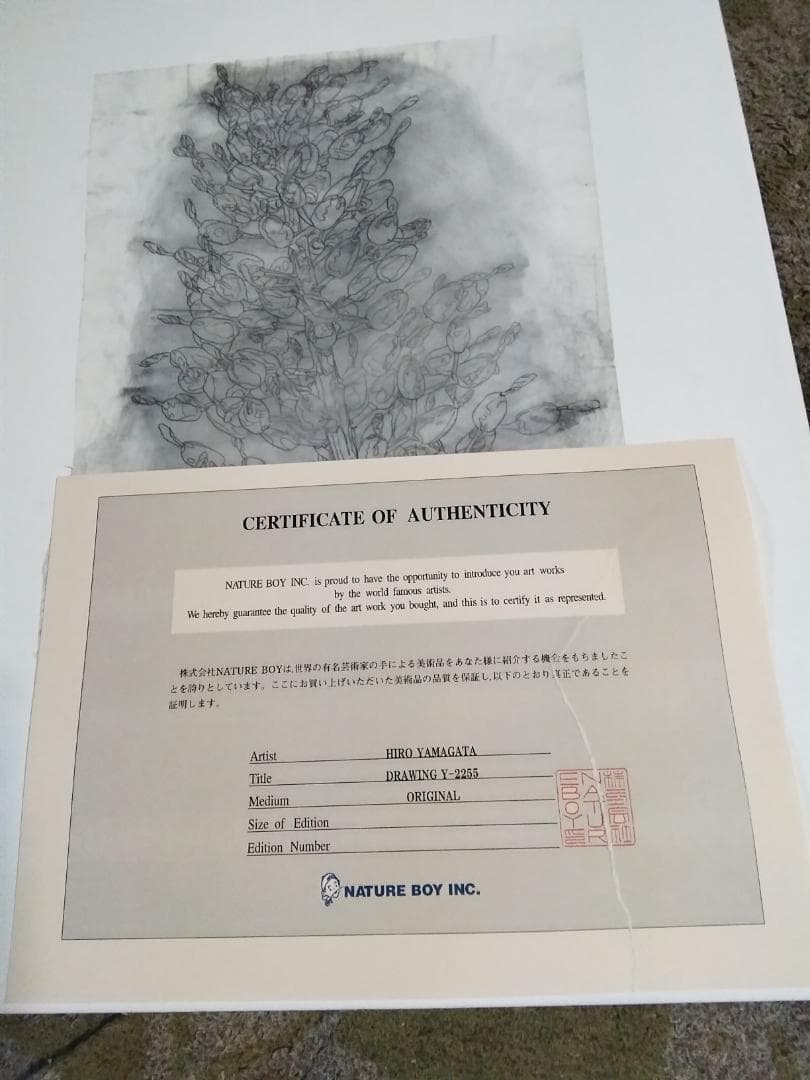 CERTIFICATE OF AUTHENTICITY
NATURE BOY INC. is proud to have the opportunity to introduce you art works
by the world famous artists.
We hereby guarantee the quality of the art work you bought, and this is to certify it as represented.
株式会社NATURE BOYは、世界の有名芸術家の手による美術品をあなた様に紹介する機会をもちましたこ
とを誇りとしています。ここにお買い上げいただいた美術品の品質を保証し、以下のとおり真正であることを
証明します。
Artist HIRO YAMAGATA
Title DRAWING Y-2255
Medium ORIGINAL
Size of Edition
Edition Number
株式会社
NATUR
EBOY
NATURE BOY INC.